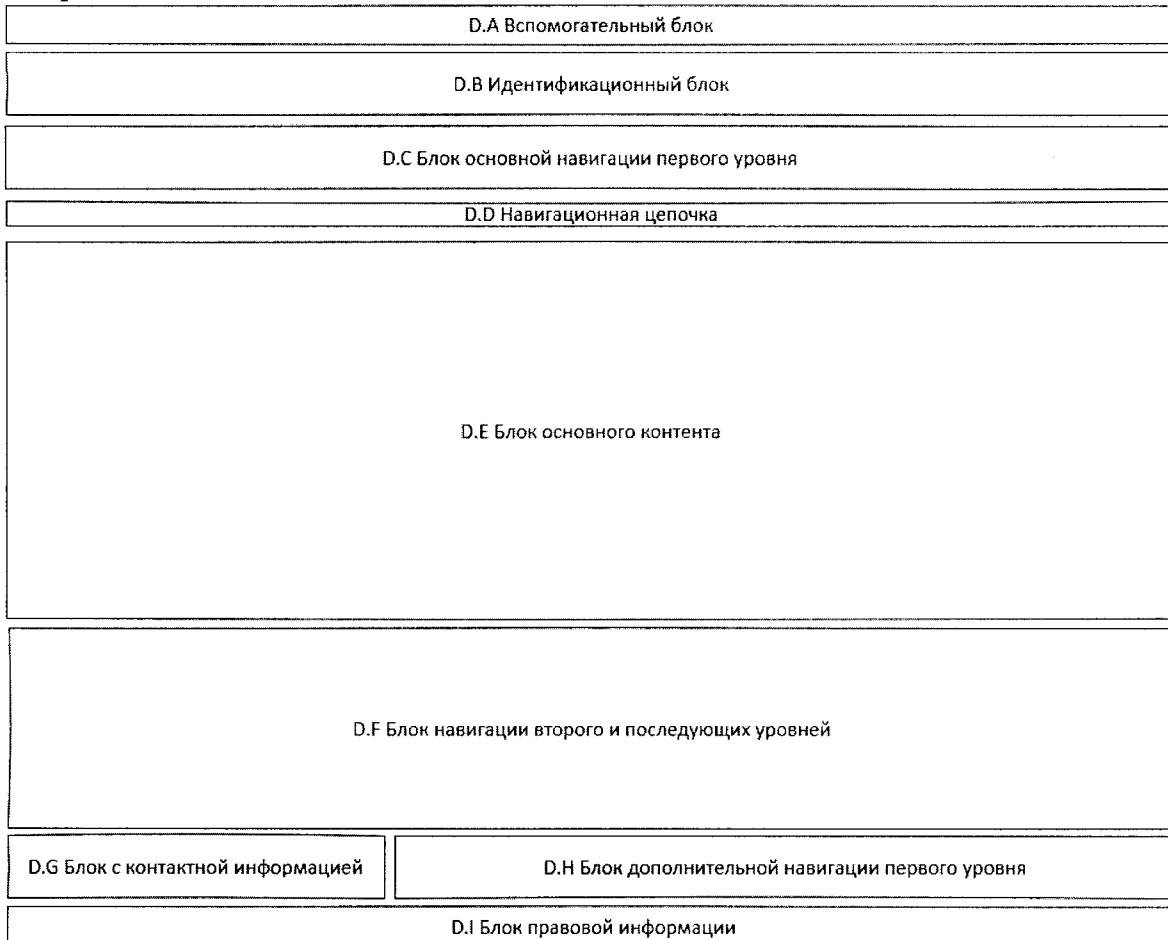 D.A Вспомогательный блок
D.B Идентификационный блок
D.C Блок основной навигации первого уровня
D.D Навигационная цепочка
D.E Блок основного контента
D.F Блок навигации второго и последующих уровней
D.G Блок с контактной информацией
D.H Блок дополнительной навигации первого уровня
D.I Блок правовой информации